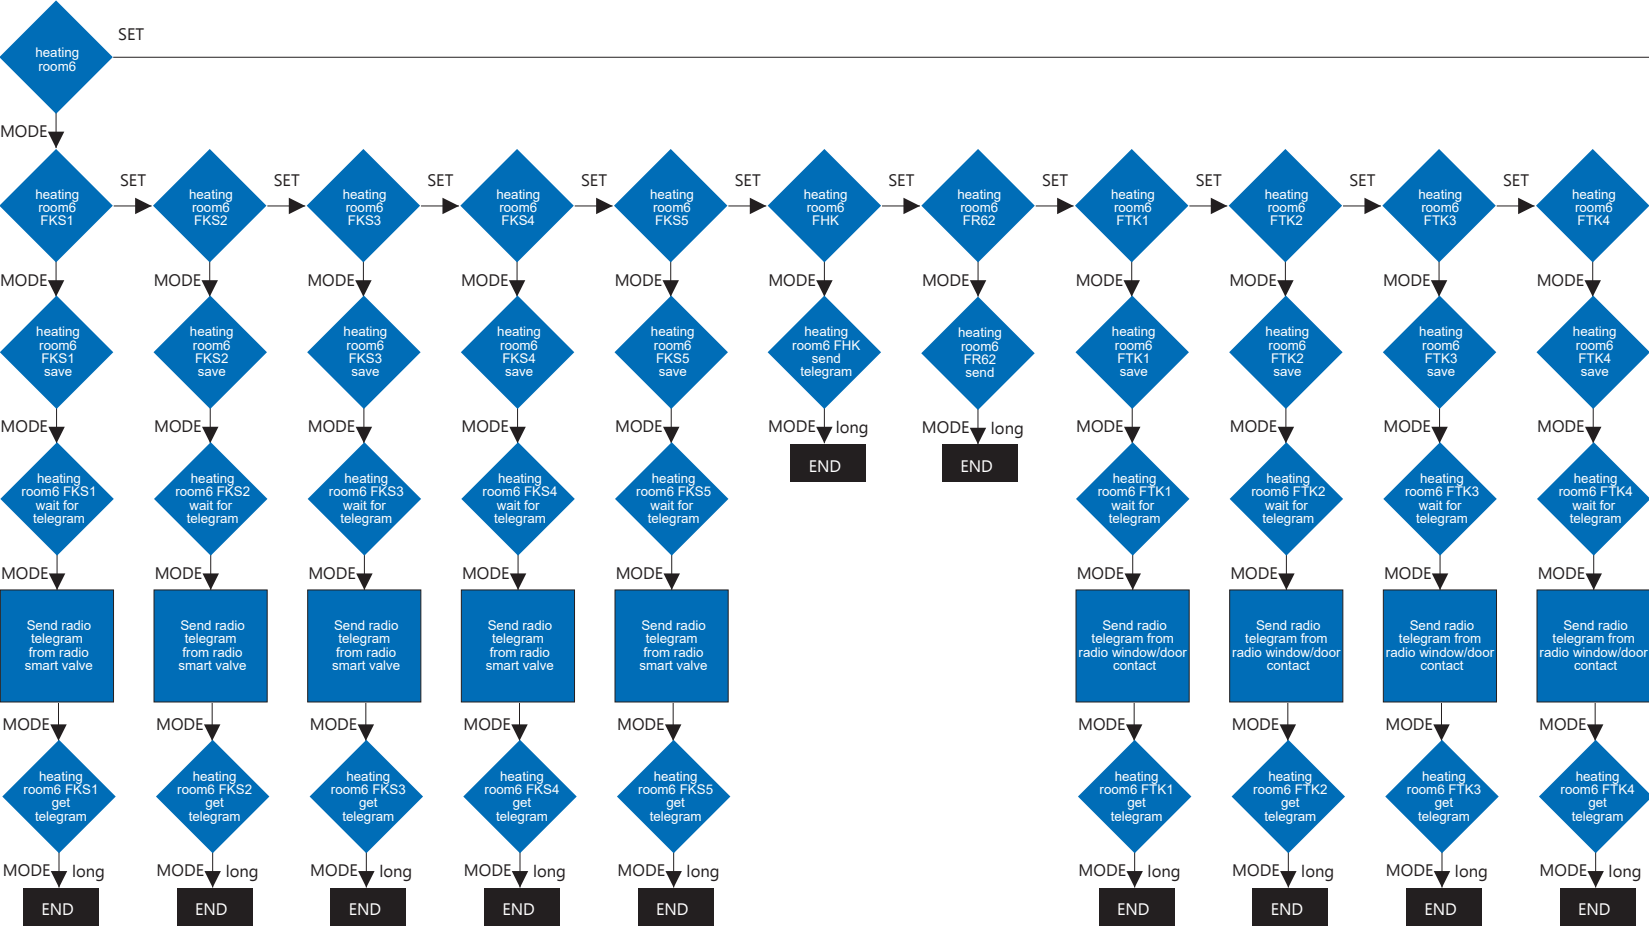 SET
heating
room6
MODE
SET
SET
SET
SET
SET
SET
SET
SET
SET
SET
heating
room6
FKS1
heating
room6
FKS2
heating
room6
FKS3
heating
room6
FKS4
heating
room6
FKS5
heating
room6
FHK
heating
room6
FR62
heating
room6
FTK1
heating
room6
FTK2
heating
room6
FTK3
heating
room6
FTK4
MODE
MODE
MODE
MODE
MODE
MODE
MODE
MODE
MODE
MODE
MODE
heating
room6
FKS1
save
heating
room6
FKS2
save
heating
room6
FKS3
save
heating
room6
FKS4
save
heating
room6
FKS5
save
heating
room6 FHK
send
telegram
heating
room6
FR62
send
heating
room6
FTK1
save
heating
room6
FTK2
save
heating
room6
FTK3
save
heating
room6
FTK4
save
MODE
MODE
MODE
MODE
MODE
MODE long
MODE long
MODE
MODE
MODE
MODE
heating
room6 FKS1
wait for
telegram
heating
room6 FKS2
wait for
telegram
heating
room6 FKS3
wait for
telegram
heating
room6 FKS4
wait for
telegram
heating
room6 FKS5
wait for
telegram
END
END
heating
room6 FTK1
wait for
telegram
heating
room6 FTK2
wait for
telegram
heating
room6 FTK3
wait for
telegram
heating
room6 FTK4
wait for
telegram
MODE
MODE
MODE
MODE
MODE
MODE
MODE
MODE
MODE
Send radio
telegram
from radio
smart valve
Send radio
telegram
from radio
smart valve
Send radio
telegram
from radio
smart valve
Send radio
telegram
from radio
smart valve
Send radio
telegram
from radio
smart valve
Send radio
telegram from
radio window/door
contact
Send radio
telegram from
radio window/door
contact
Send radio
telegram from
radio window/door
contact
Send radio
telegram from
radio window/door
contact
MODE
MODE
MODE
MODE
MODE
MODE
MODE
MODE
MODE
heating
room6 FKS1
get
telegram
heating
room6 FKS2
get
telegram
heating
room6 FKS3
get
telegram
heating
room6 FKS4
get
telegram
heating
room6 FKS5
get
telegram
heating
room6 FTK1
get
telegram
heating
room6 FTK2
get
telegram
heating
room6 FTK3
get
telegram
heating
room6 FTK4
get
telegram
MODE long
MODE long
MODE long
MODE long
MODE long
MODE long
MODE long
MODE long
MODE long
END
END
END
END
END
END
END
END
END